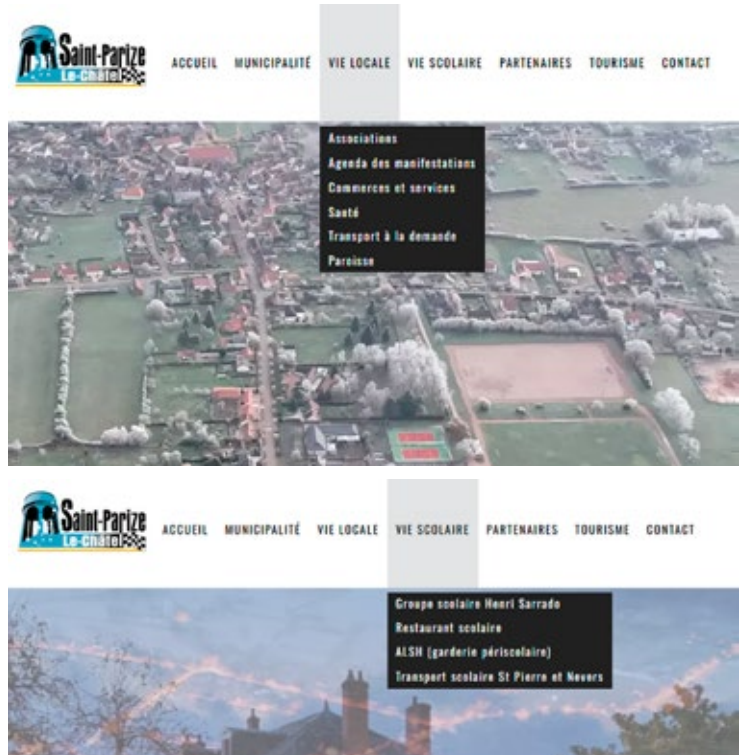 Saint-Parize
Le-Châtel
ACCUEIL MUNICIPALITÉ VIE LOCALE VIE SCOLAIRE PARTENAIRES TOURISME CONTACT
Associations
Agenda des manifestations
Commerces et services
Santé
Transport à la demande
Paroisse
Saint-Parize
Le-Châtel
ACCUEIL MUNICIPALITÉ VIE LOCALE VIE SCOLAIRE PARTENAIRES TOURISME CONTACT
Groupe scolaire Henri Sarrado
Restaurant scolaire
ALSH (garderie périscolaire)
Transport scolaire St Pierre et Nevers